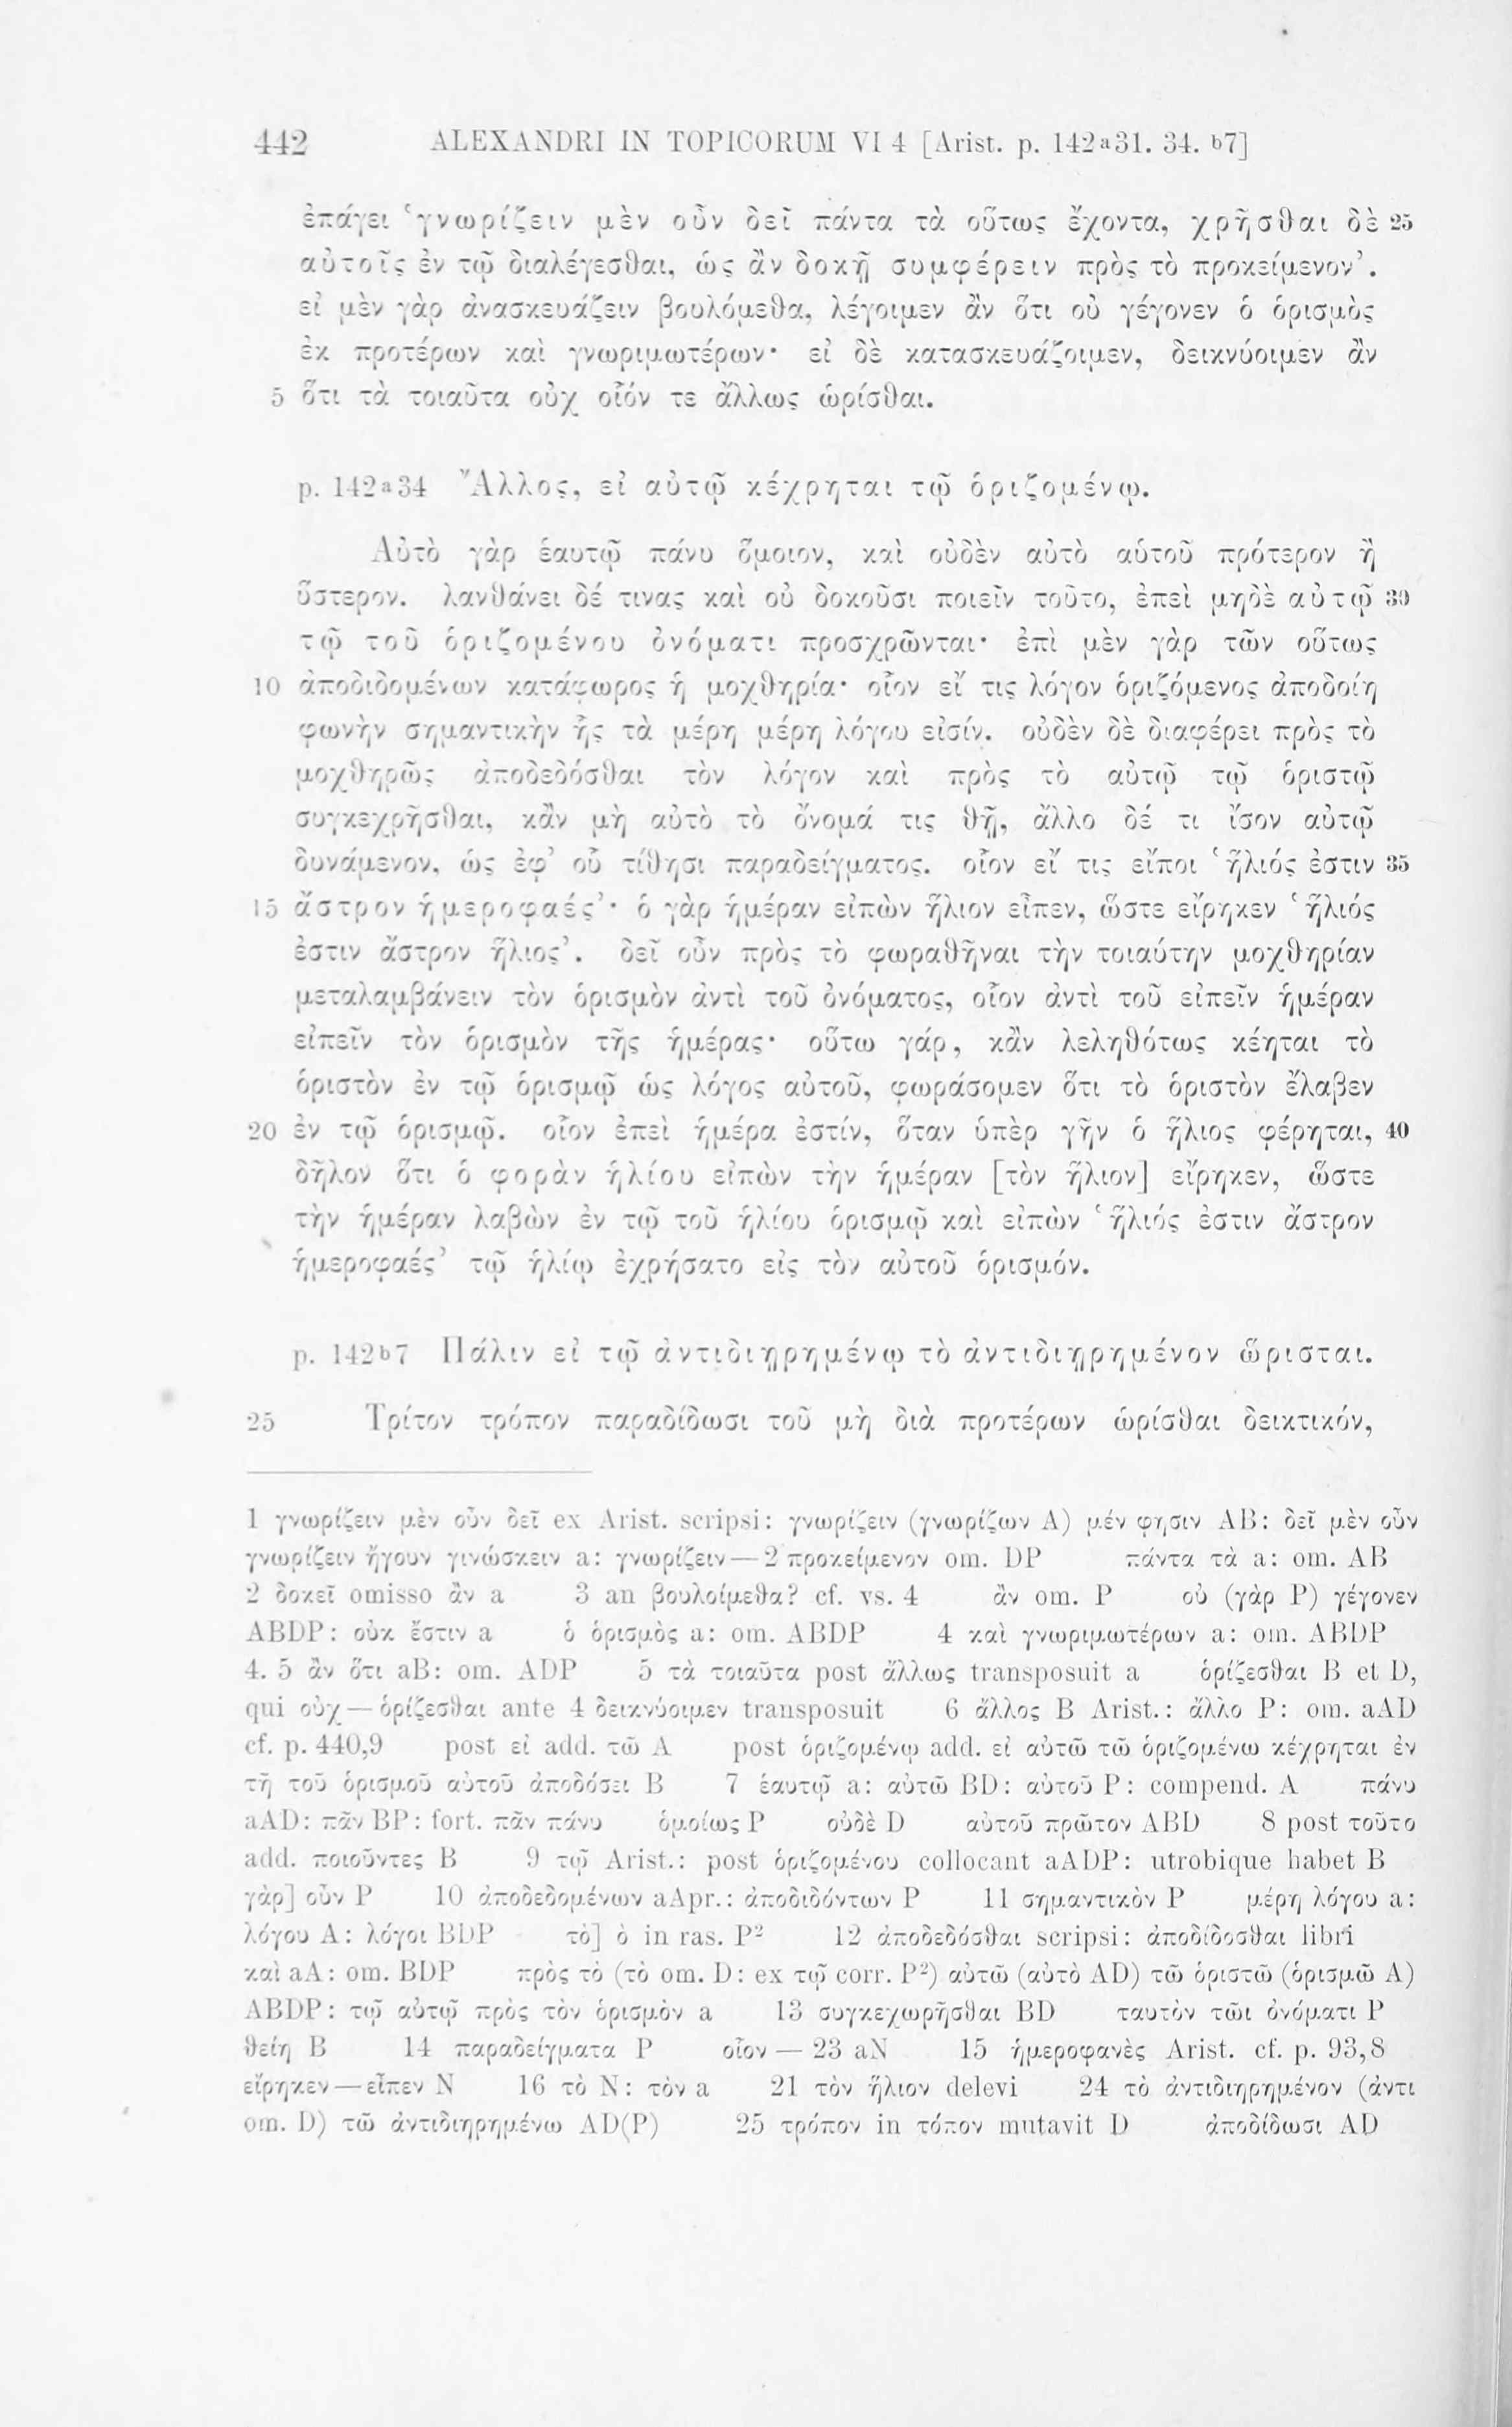 442 ALEXANDRI IN TOPICORUM VI 4 [Arist. p. 142a31. 34. b7]
ἐπάγει ‘γνωρίζειν μὲν οὖν δεῖ πάντα τὰ οὕτως ἔχοντα, χρῆσθαι δὲ 25
αὐτοῖς ἐν τῷ διαλέγεσθαι, ὡς ἂν δοκῇ συμφέρειν πρὸς τὸ προκείμενον’.
εἰ μὲν γὰρ ἀνασκευάζειν βουλόμεθα, λέγοιμεν ἂν ὅτι οὐ γέγονεν ὁ ὁρισμὸς
ἐκ προτέρων καὶ γνωριμωτέρων· εἰ δὲ κατασκευάζοιμεν, δεικνύοιμεν ἂν
5 ὅτι τὰ τοιαῦτα οὐχ οἷόν τε ἄλλως ὡρίσθαι.
p. 142a34 Ἄλλος, εἰ αὐτῷ κέχρηται τῷ ὁριζομένῳ.
Αὐτὸ γὰρ ἑαυτῷ πάνυ ὅμοιον, καὶ οὐδὲν αὐτὸ αὑτοῦ πρότερον ἢ
ὕστερον. λανθάνει δέ τινας καὶ οὐ δοκοῦσι ποιεῖν τοῦτο, ἐπεὶ μηδὲ αὐτῷ 30
τῷ τοῦ ὁριζομένου ὀνόματι προσχρῶνται· ἐπὶ μὲν γὰρ τῶν οὕτως
10 ἀποδιδομένων κατάφωρος ἡ μοχθηρία· οἷον εἴ τις λόγον ὁριζόμενος ἀποδοίη
φωνὴν σημαντικὴν ἧς τὰ μέρη μέρη λόγου εἰσίν. οὐδὲν δὲ διαφέρει πρὸς τὸ
μοχθηρῶς ἀποδεδόσθαι τὸν λόγον καὶ πρὸς τὸ αὐτῷ τῷ ὁριστῷ
συγκεχρῆσθαι, κἂν μὴ αὐτὸ τὸ ὄνομά τις θῇ, ἄλλο δέ τι ἴσον αὐτῷ
δυνάμενον, ὡς ἐφ’ οὗ τίθησι παραδείγματος. οἷον εἴ τις εἴποι ‘ἥλιός ἐστιν 35
15 ἄστρον ἡμεροφαές’· ὁ γὰρ ἡμέραν εἰπὼν ἥλιον εἶπεν, ὥστε εἴρηκεν ‘ἥλιός
ἐστιν ἄστρον ἥλιος’. δεῖ οὖν πρὸς τὸ φωραθῆναι τὴν τοιαύτην μοχθηρίαν
μεταλαμβάνειν τὸν ὁρισμὸν ἀντὶ τοῦ ὀνόματος, οἷον ἀντὶ τοῦ εἰπεῖν ἡμέραν
εἰπεῖν τὸν ὁρισμὸν τῆς ἡμέρας· οὕτω γάρ, κἂν λεληθότως κέηται τὸ
ὁριστὸν ἐν τῷ ὁρισμῷ ὡς λόγος αὐτοῦ, φωράσομεν ὅτι τὸ ὁριστὸν ἔλαβεν
20 ἐν τῷ ὁρισμῷ. οἷον ἐπεὶ ἡμέρα ἐστίν, ὅταν ὑπὲρ γῆν ὁ ἥλιος φέρηται, 40
δῆλον ὅτι ὁ φορὰν ἡλίου εἰπὼν τὴν ἡμέραν [τὸν ἥλιον] εἴρηκεν, ὥστε
τὴν ἡμέραν λαβὼν ἐν τῷ τοῦ ἡλίου ὁρισμῷ καὶ εἰπὼν ‘ἥλιός ἐστιν ἄστρον
ἡμεροφαές’ τῷ ἡλίῳ ἐχρήσατο εἰς τὸν αὐτοῦ ὁρισμόν.
p. 142b7 Πάλιν εἰ τῷ ἀντιδιῃρημένῳ τὸ ἀντιδιῃρημένον ὥρισται.
25 Τρίτον τρόπον παραδίδωσι τοῦ μὴ διὰ προτέρων ὡρίσθαι δεικτικόν,
1 γνωρίζειν μὲν οὖν δεῖ ex Arist. scripsi: γνωρίζειν (γνωρίζων A) μέν φησιν AB: δεῖ μὲν οὖν
γνωρίζειν ἤγουν γινώσκειν a: γνωρίζειν — 2 προκείμενον om. DP πάντα τὰ a: om. AB
2 δοκεῖ omisso ἂν a 3 an βουλοίμεθα? cf. vs. 4 ἂν om. P οὐ (γὰρ P) γέγονεν
ABDP: οὐκ ἔστιν a ὁ ὁρισμὸς a: om. ABDP 4 καὶ γνωριμωτέρων a: om. ABDP
4. 5 ἂν ὅτι aB: om. ADP 5 τὰ τοιαῦτα post ἄλλως transposuit a ὁρίζεσθαι B et D,
qui οὐχ — ὁρίζεσθαι ante 4 δεικνύοιμεν transposuit 6 ἄλλος B Arist.: ἄλλο P: om. aAD
cf. p. 440,9 post εἰ add. τῶ A post ὁριζομένῳ add. εἰ αὐτῶ τῶ ὁριζομένω κέχρηται ἐν
τῆ τοῦ ὁρισμοῦ αὐτοῦ ἀποδόσει B 7 ἑαυτῷ a: αὐτῶ BD: αὐτοῦ P: compend. A πάνυ
aAD: πᾶν BP: fort. πᾶν πάνυ ὁμοίως P οὐδὲ D αὐτοῦ πρῶτον ABD 8 post τοῦτο
add. ποιοῦντες B 9 τῷ Arist.: post ὁριζομένου collocant aADP: utrobique habet B
γὰρ] οὖν P 10 ἀποδεδομένων aApr.: ἀποδιδόντων P 11 σημαντικὸν P μέρη λόγου a:
λόγου A: λόγοι BDP τὸ] ὁ in ras. P2 12 ἀποδεδόσθαι scripsi: ἀποδίδοσθαι libri
καὶ aA: om. BDP πρὸς τὸ (τὸ om. D: ex τῷ corr. P2) αὐτῶ (αὐτὸ AD) τῶ ὁριστῶ (ὁρισμῶ A)
ABDP: τῷ αὐτῷ πρὸς τὸν ὁρισμὸν a 13 συγκεχωρῆσθαι BD ταυτὸν τῶι ὀνόματι P
θείη B 14 παραδείγματα P οἷον — 23 aN 15 ἡμεροφανὲς Arist. cf. p. 93,8
εἴρηκεν — εἶπεν N 16 τὸ N: τὸν a 21 τὸν ἥλιον delevi 24 τὸ ἀντιδιηρημένον (ἀντι
om. D) τῶ ἀντιδιηρημένω AD(P) 25 τρόπον in τόπον mutavit D ἀποδίδωσι AD